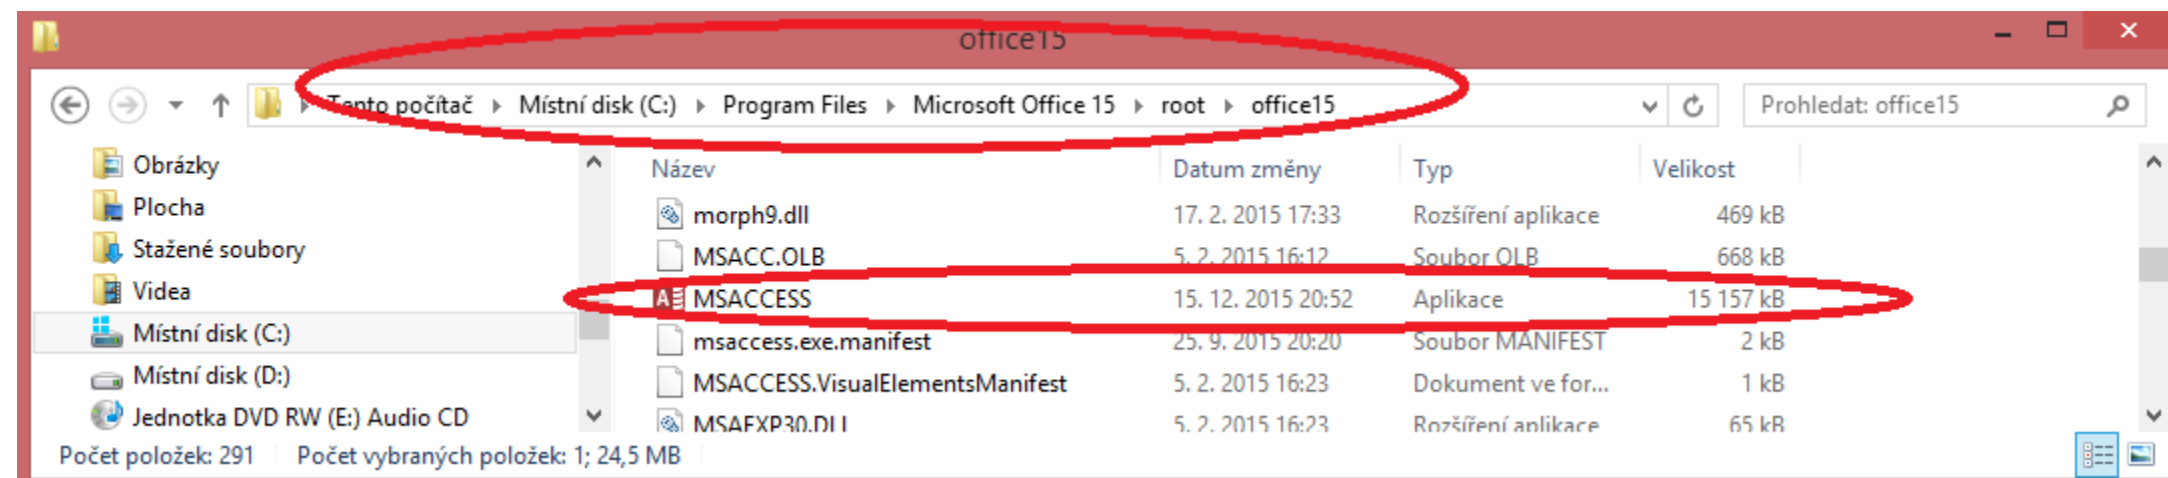 office15
Tento počítač Místní disk (C:) Program Files Microsoft Office 15 root office15 Prohledat: office15
Obrázky
Plocha
Stažené soubory
Videa
Místní disk (C:)
Místní disk (D:)
Jednotka DVD RW (E:) Audio CD
Název Datum změny Typ Velikost
morph9.dll 17. 2. 2015 17:33 Rozšíření aplikace 469 kB
MSACC.OLB 5. 2. 2015 16:12 Soubor OLB 668 kB
MSACCESS 15. 12. 2015 20:52 Aplikace 15 157 kB
msaccess.exe.manifest 25. 9. 2015 20:20 Soubor MANIFEST 2 kB
MSACCESS.VisualElementsManifest 5. 2. 2015 16:23 Dokument ve for... 1 kB
MSAEXP30.DLL 5. 2. 2015 16:23 Rozšíření aplikace 65 kB
Počet položek: 291 Počet vybraných položek: 1; 24,5 MB